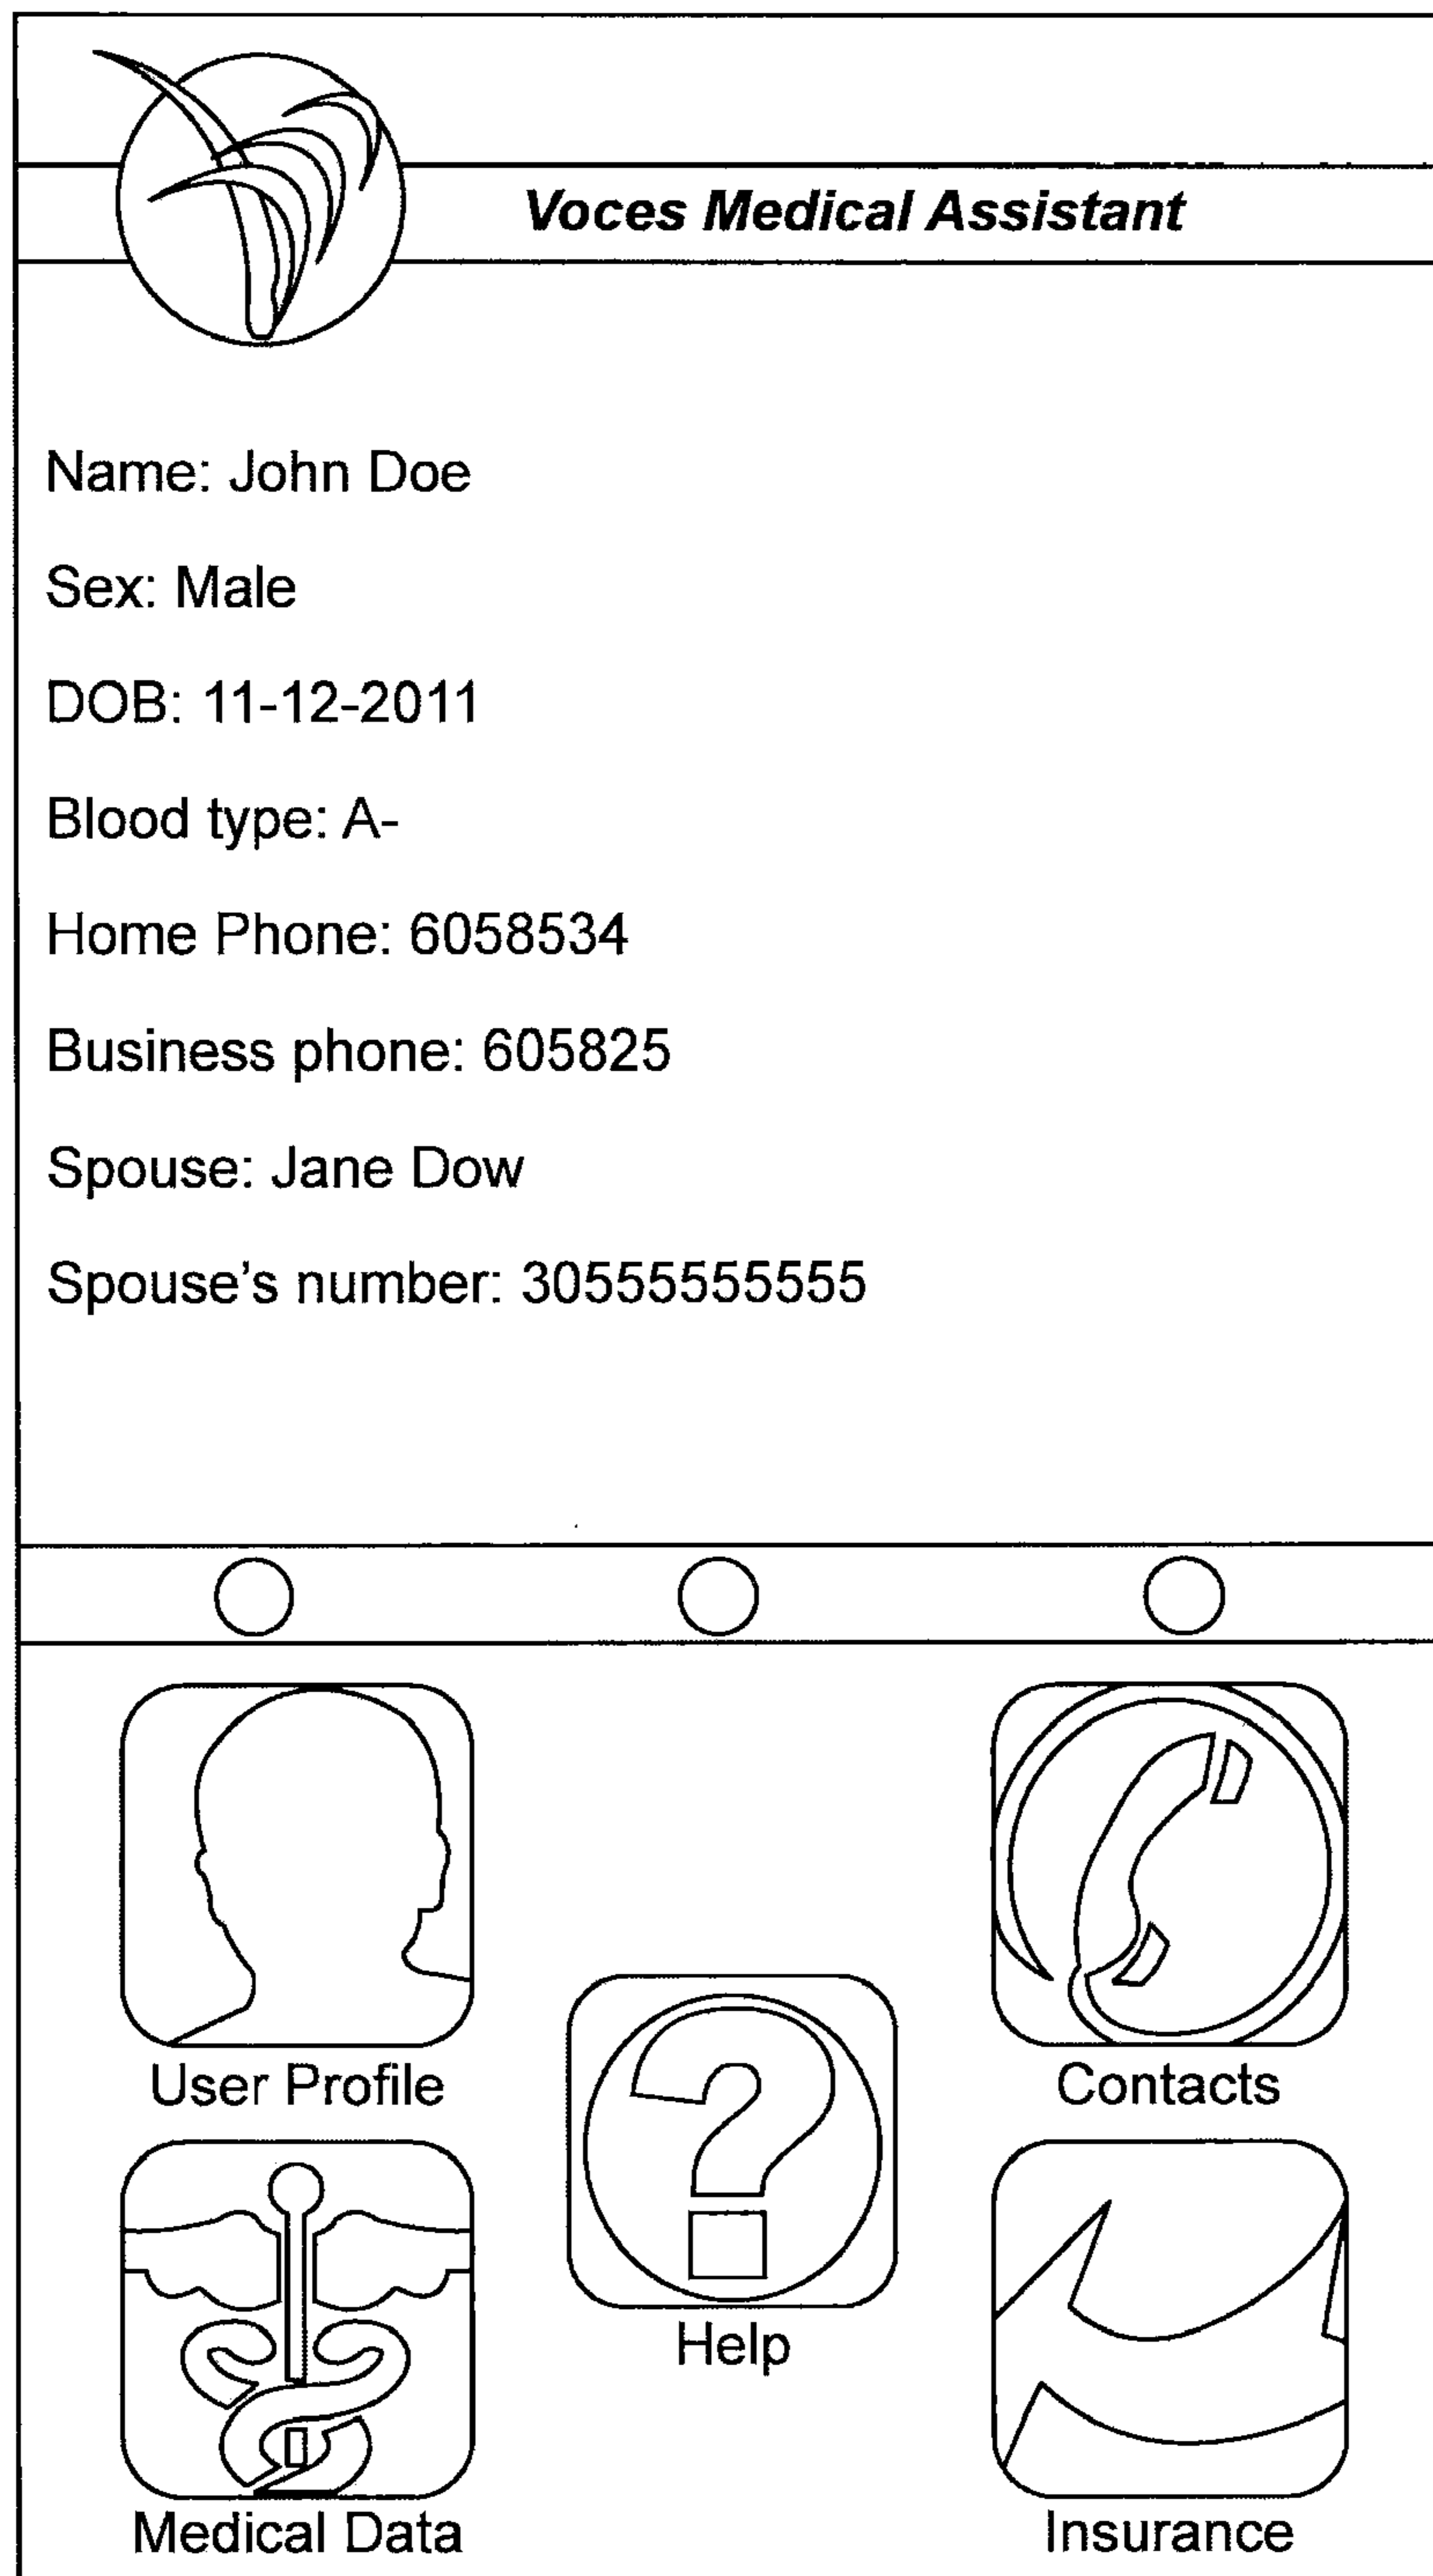 Voces Medical Assistant
Name: John Doe
Sex: Male
DOB: 11-12-2011
Blood type: A-
Home Phone: 6058534
Business phone: 605825
Spouse: Jane Dow
Spouse's number: 30555555555
User Profile
Contacts
?
Help
Medical Data
Insurance